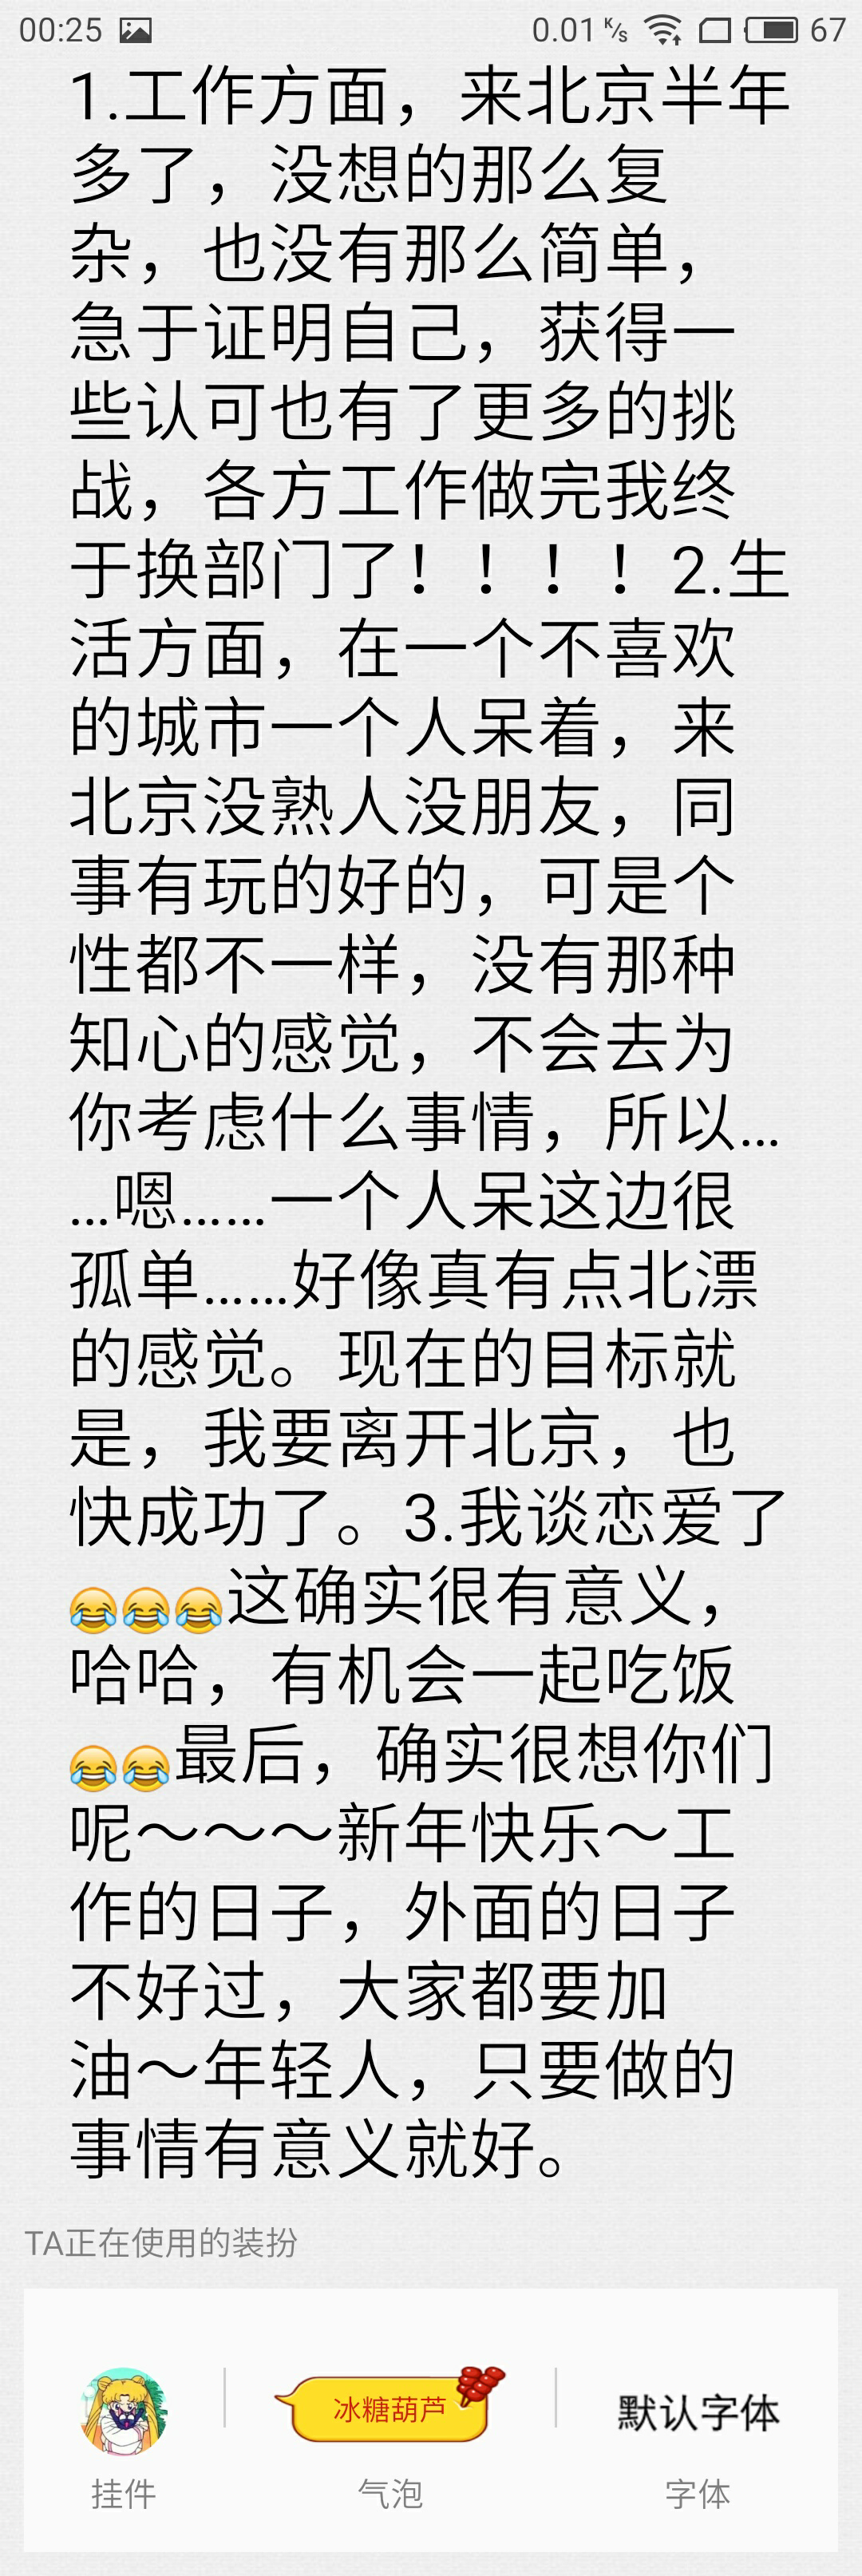 00:25 0.01 K/s 67
1.工作方面，来北京半年
多了，没想的那么复
杂，也没有那么简单，
急于证明自己，获得一
些认可也有了更多的挑
战，各方工作做完我终
于换部门了！！！！2.生
活方面，在一个不喜欢
的城市一个人呆着，来
北京没熟人没朋友，同
事有玩的好的，可是个
性都不一样，没有那种
知心的感觉，不会去为
你考虑什么事情，所以…
…嗯……一个人呆这边很
孤单……好像真有点北漂
的感觉。现在的目标就
是，我要离开北京，也
快成功了。3.我谈恋爱了
😂😂😂这确实很有意义，
哈哈，有机会一起吃饭
😂😂最后，确实很想你们
呢～～～新年快乐～工
作的日子，外面的日子
不好过，大家都要加
油～年轻人，只要做的
事情有意义就好。
TA正在使用的装扮
冰糖葫芦 默认字体
挂件 气泡 字体